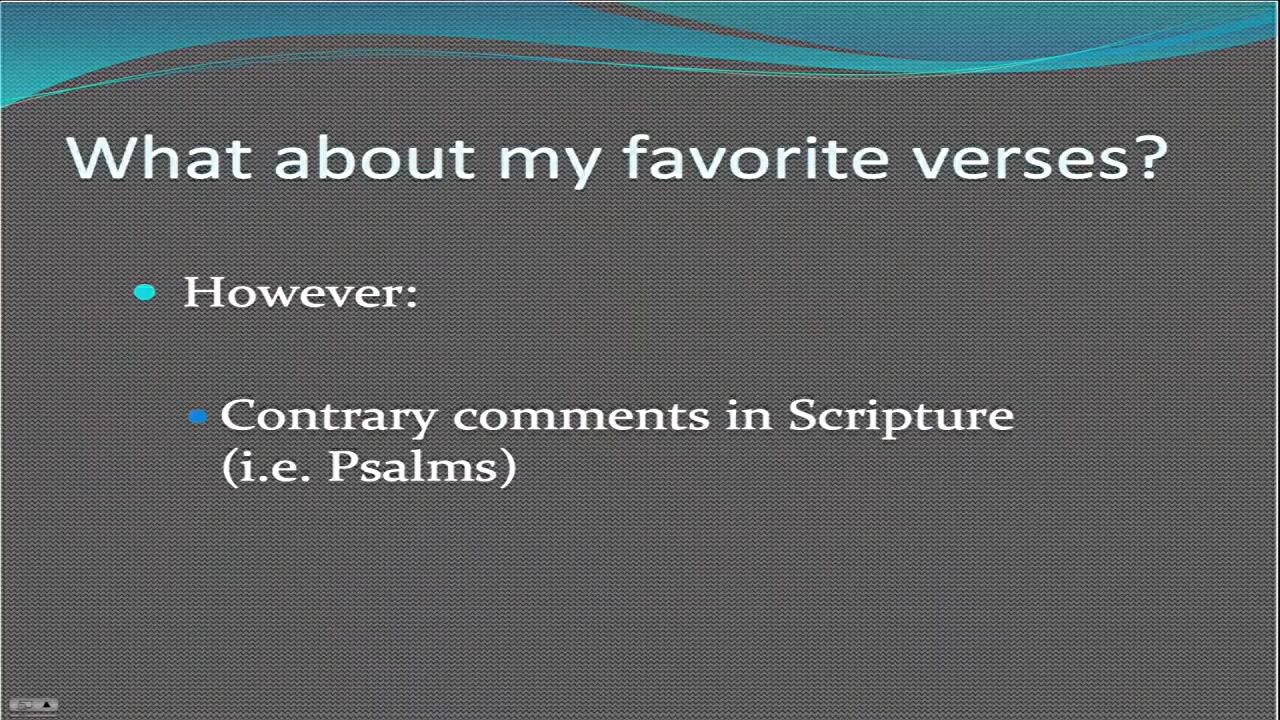 What about my favorite verses?
However:
Contrary comments in Scripture
(i.e. Psalms)